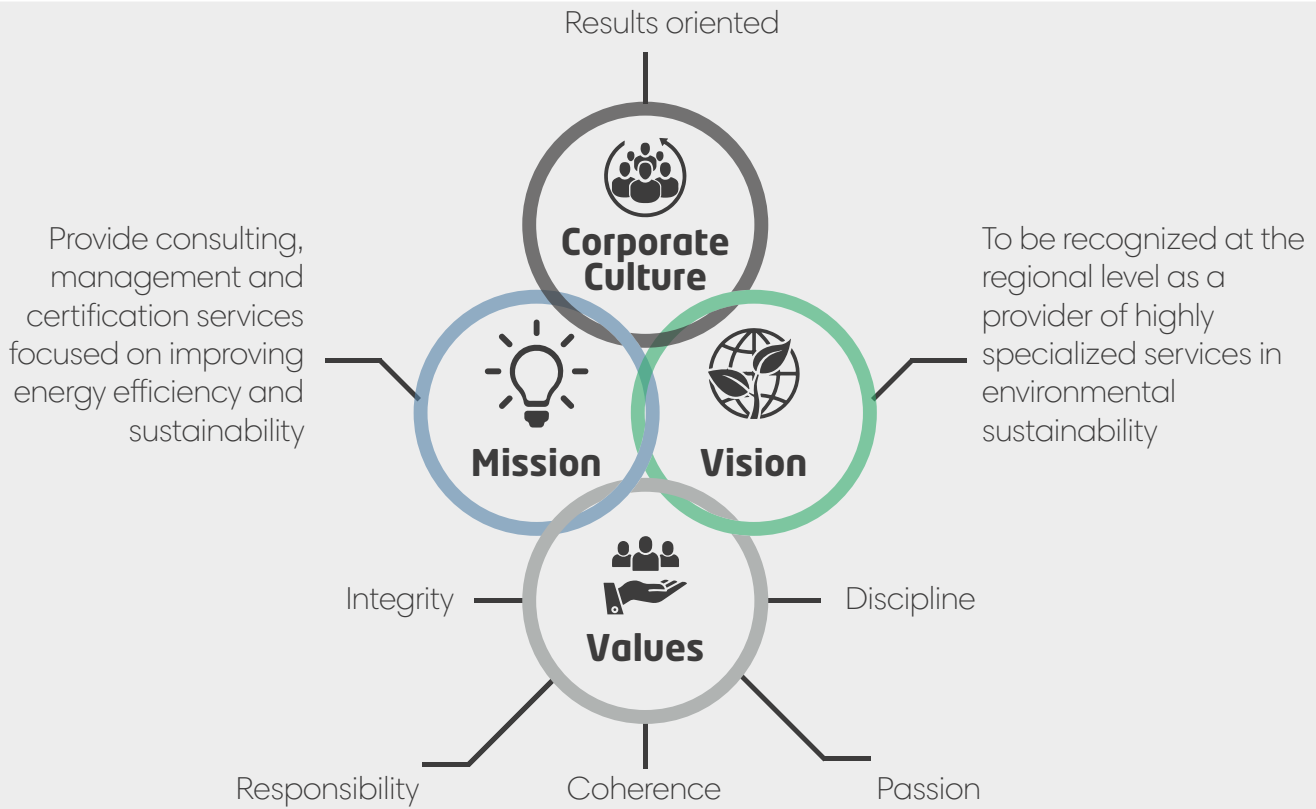 Results oriented
Corporate
Culture
Provide consulting,
management and
certification services
focused on improving
energy efficiency and
sustainability
To be recognized at the
regional level as a
provider of highly
specialized services in
environmental
sustainability
Mission
Vision
Integrity
Discipline
Values
Responsibility
Coherence
Passion